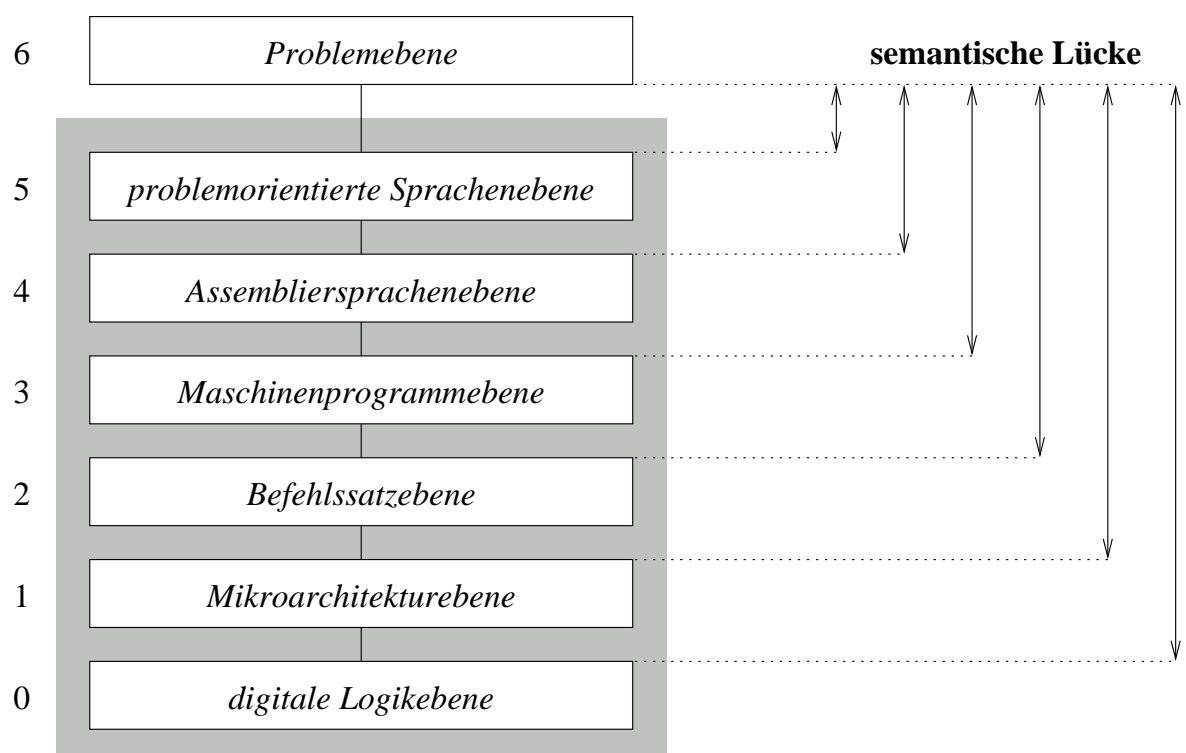 6 Problemebene semantische Lücke
5 problemorientierte Sprachenebene
4 Assembliersprachenebene
3 Maschinenprogrammebene
2 Befehlssatzebene
1 Mikroarchitekturebene
0 digitale Logikebene